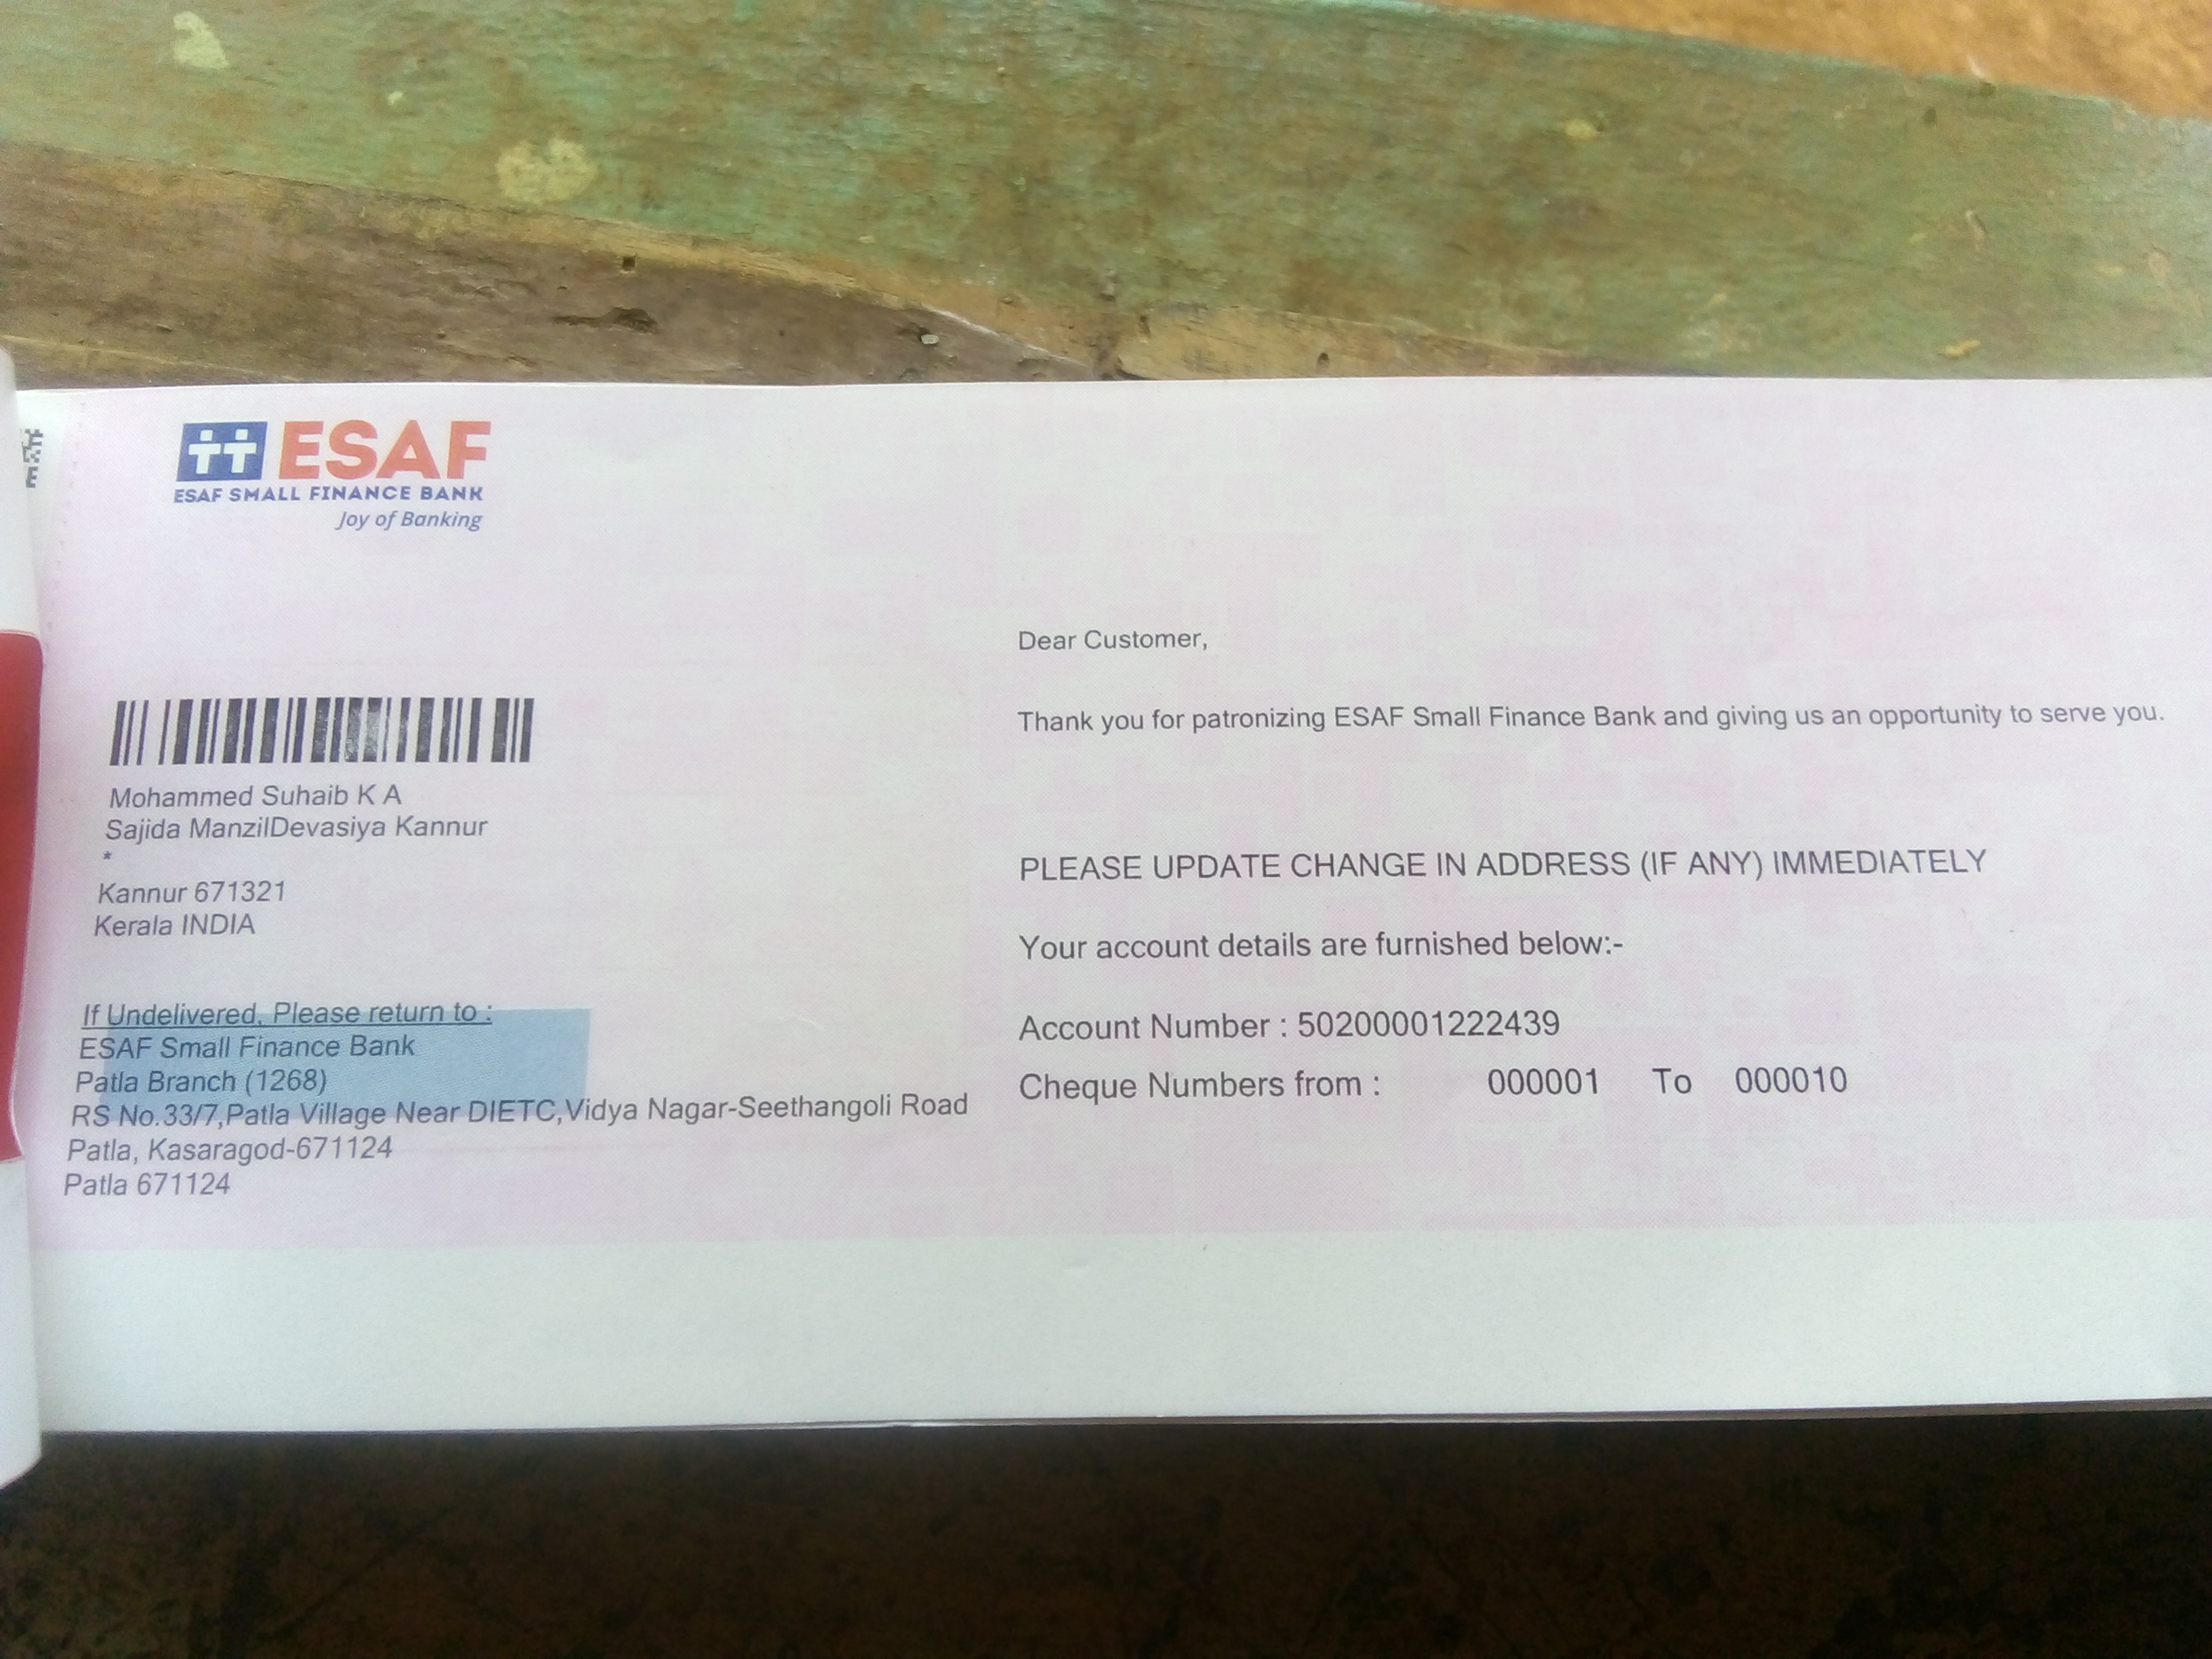 ESAF
ESAF SMALL FINANCE BANK
Joy of Banking
Mohammed Suhaib K A
Sajida ManzilDevasiya Kannur
*
Kannur 671321
Kerala INDIA
If Undelivered, Please return to :
ESAF Small Finance Bank
Patla Branch (1268)
RS No.33/7,Patla Village Near DIETC,Vidya Nagar-Seethangoli Road
Patla, Kasaragod-671124
Patla 671124
Dear Customer,
Thank you for patronizing ESAF Small Finance Bank and giving us an opportunity to serve you.
PLEASE UPDATE CHANGE IN ADDRESS (IF ANY) IMMEDIATELY
Your account details are furnished below:-
Account Number : 50200001222439
Cheque Numbers from : 000001 To 000010